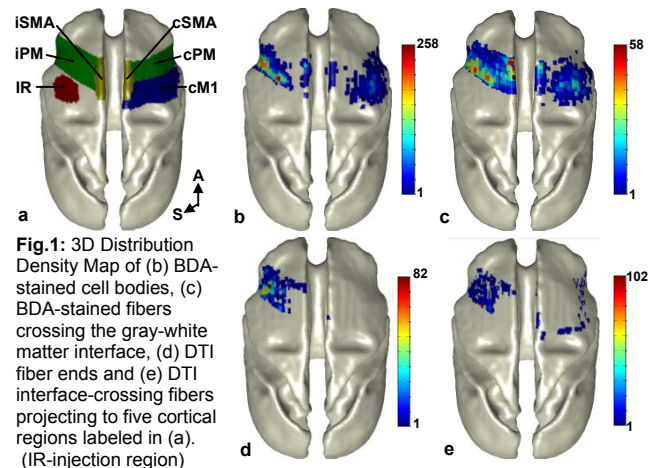 iSMA
cSMA
iPM
cPM
IR
cM1
A
S
a
258
1
b
58
1
c
Fig.1: 3D Distribution
Density Map of (b) BDA-
stained cell bodies, (c)
BDA-stained fibers
crossing the gray-white
matter interface, (d) DTI
fiber ends and (e) DTI
interface-crossing fibers
projecting to five cortical
regions labeled in (a).
(IR-injection region)
82
1
d
102
1
e